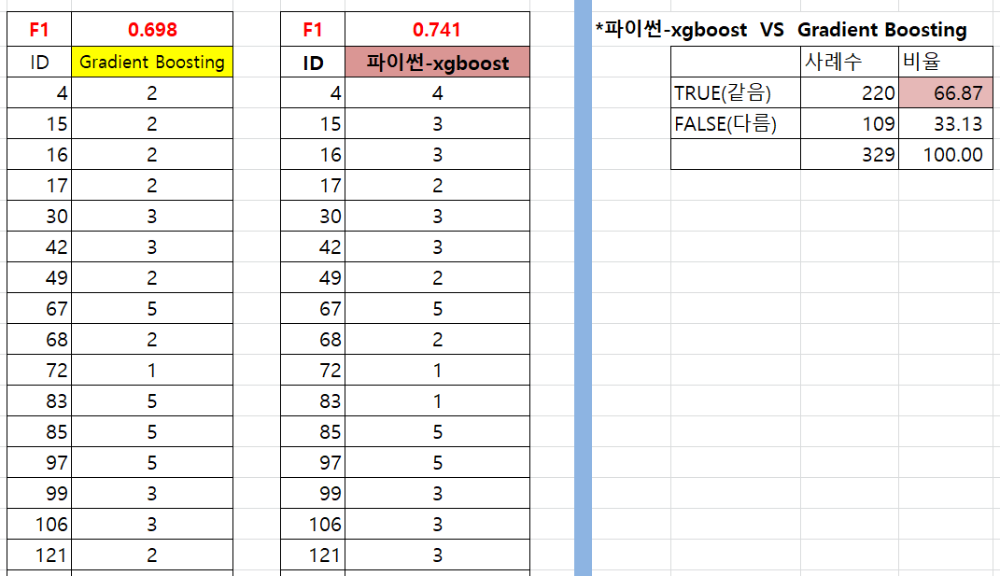 F1 0.698 F1 0.741 *파이썬-xgboost VS Gradient Boosting
ID Gradient Boosting ID 파이썬-xgboost 사례수 비율
4 2 4 4 TRUE(같음) 220 66.87
15 2 15 3 FALSE(다름) 109 33.13
16 2 16 3 329 100.00
17 2 17 2
30 3 30 3
42 3 42 3
49 2 49 2
67 5 67 5
68 2 68 2
72 1 72 1
83 5 83 1
85 5 85 5
97 5 97 5
99 3 99 3
106 3 106 3
121 2 121 3